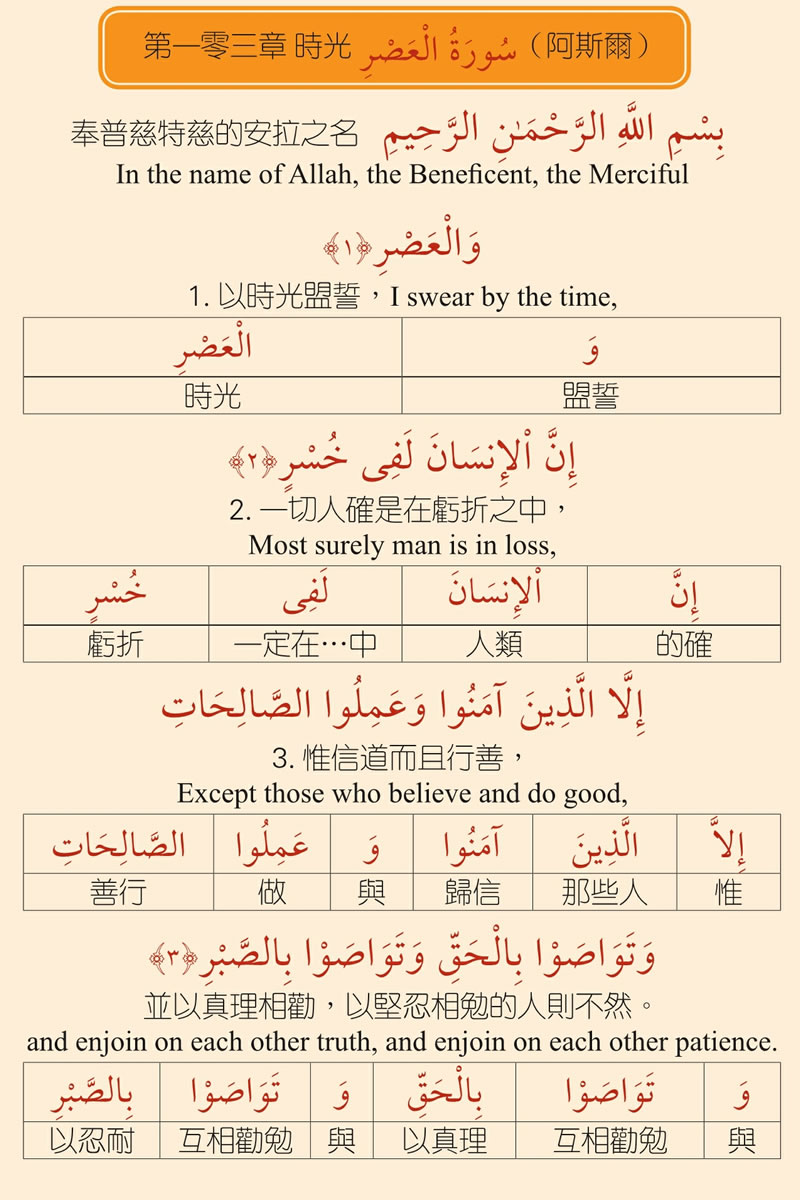 第一零三章 時光 سُورَةُ الْعَصْرِ（阿斯爾）
奉普慈特慈的安拉之名 بِسْمِ اللَّهِ الرَّحْمَـٰنِ الرَّحِيمِ
In the name of Allah, the Beneficent, the Merciful
وَالْعَصْرِ﴿١﴾
1. 以時光盟誓，I swear by the time,
وَ الْعَصْرِ
盟誓 時光
إِنَّ الْإِنسَانَ لَفِى خُسْرٍ﴿٢﴾
2. 一切人確是在虧折之中，
Most surely man is in loss,
إِنَّ الْإِنسَانَ لَفِى خُسْرٍ
的確 人類 一定在…中 虧折
إِلَّا الَّذِينَ آمَنُوا وَعَمِلُوا الصَّالِحَاتِ
3. 惟信道而且行善，
Except those who believe and do good,
إِلاَّ الَّذِينَ آمَنُوا وَ عَمِلُوا الصَّالِحَاتِ
惟 那些人 歸信 與 做 善行
وَتَوَاصَوْا بِالْحَقِّ وَتَوَاصَوْا بِالصَّبْرِ﴿٣﴾
並以真理相勸，以堅忍相勉的人則不然。
and enjoin on each other truth, and enjoin on each other patience.
وَ تَوَاصَوْا بِالْحَقِّ وَ تَوَاصَوْا بِالصَّبْرِ
與 互相勸勉 以真理 與 互相勸勉 以忍耐